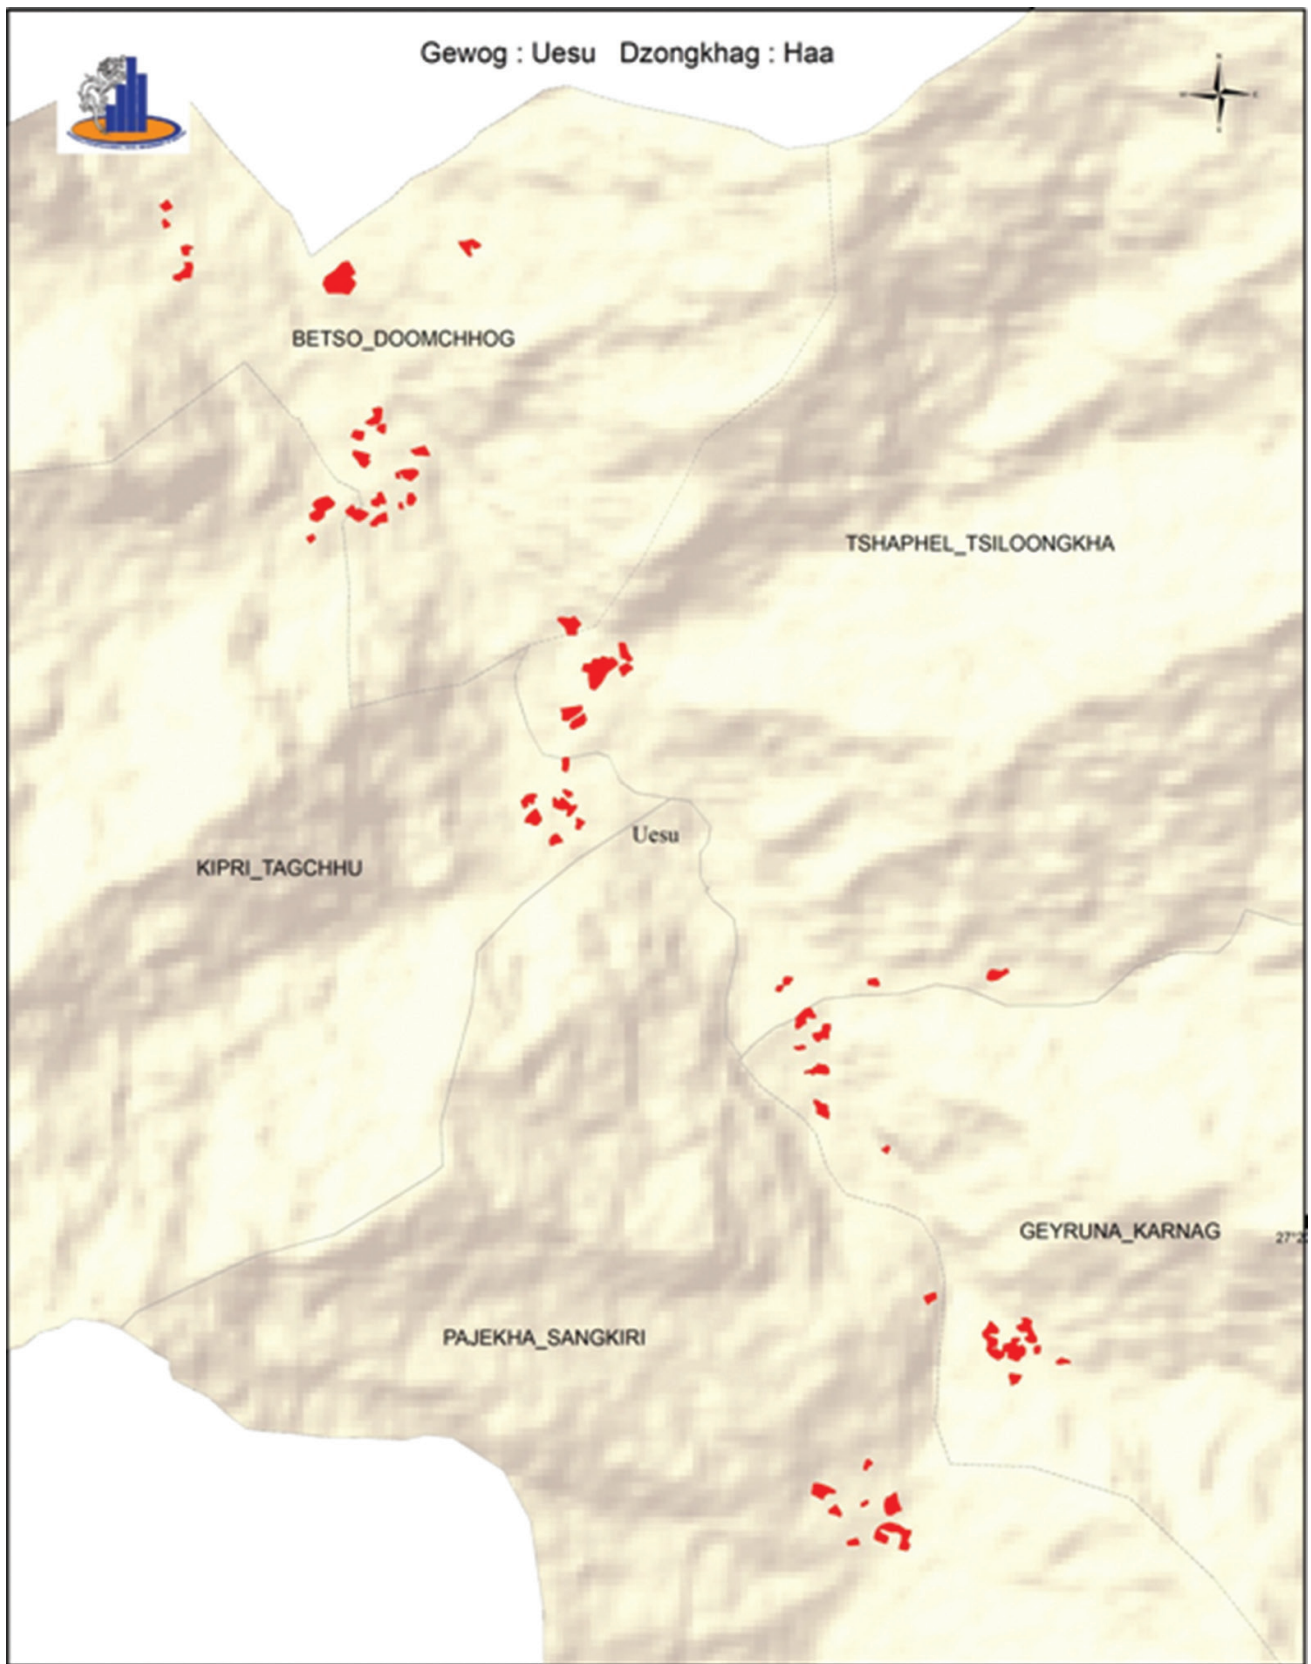 Gewog : Uesu Dzongkhag : Haa
BETSO_DOOMCHHOG
TSHAPHEL_TSILOONGKHA
Uesu
KIPRI_TAGCHHU
GEYRUNA_KARNAG
PAJEKHA_SANGKIRI